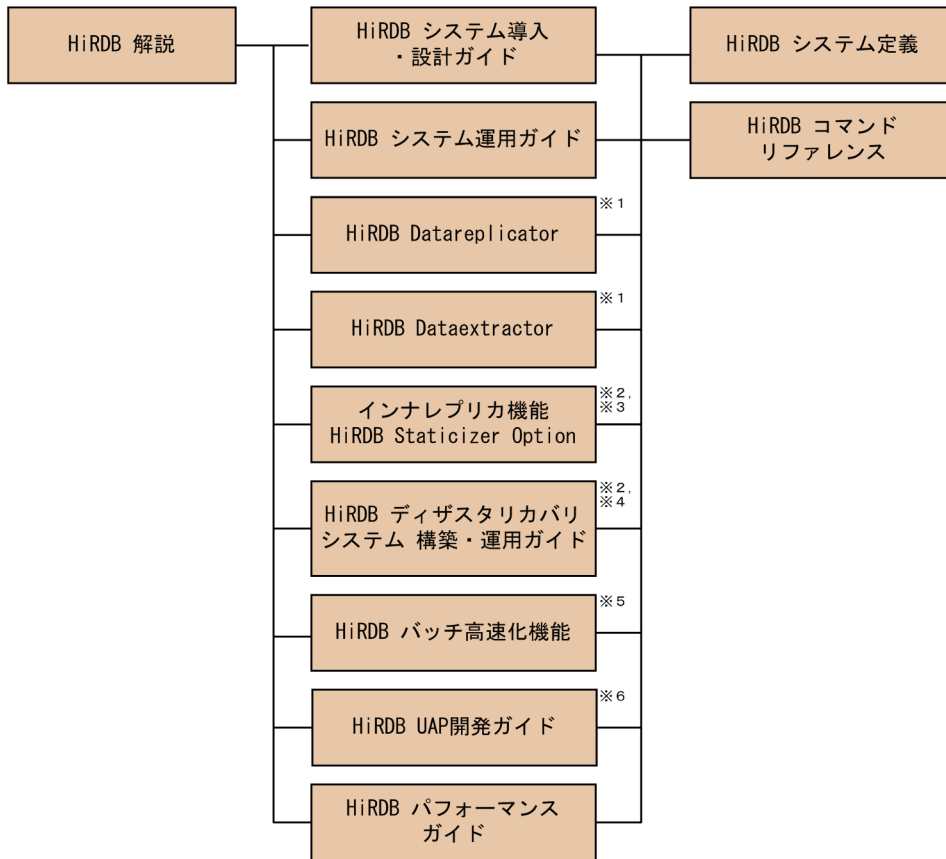 HiRDB 解説
HiRDB システム導入
・設計ガイド
HiRDB システム定義
HiRDB システム運用ガイド
HiRDB コマンド
リファレンス
HiRDB Datareplicator
※1
HiRDB Dataextractor
※1
インナレプリカ機能
HiRDB Staticizer Option
※2,
※3
HiRDB ディザスタリカバリ
システム 構築・運用ガイド
※2,
※4
HiRDB バッチ高速化機能
※5
HiRDB UAP開発ガイド
※6
HiRDB パフォーマンス
ガイド